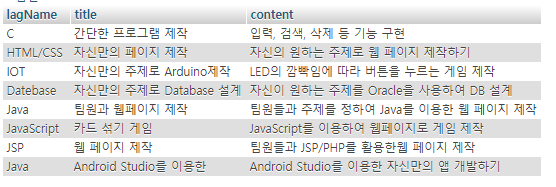 lagName title content
C 간단한 프로그램 제작 입력, 검색, 삭제 등 기능 구현
HTML/CSS 자신만의 페이지 제작 자신의 원하는 주제로 웹 페이지 제작하기
IOT 자신만의 주제로 Arduino제작 LED의 깜빡임에 따라 버튼을 누르는 게임 제작
Datebase 자신만의 주제로 Database 설계 자신이 원하는 주제를 Oracle을 사용하여 DB 설계
Java 팀원과 웹페이지 제작 팀원들과 주제를 정하여 Java를 이용한 웹 페이지 제작
JavaScript 카드 섞기 게임 JavaScript를 이용하여 웹페이지로 게임 제작
JSP 웹 페이지 제작 팀원들과 JSP/PHP를 활용한웹 페이지 제작
Java Android Studio를 이용한 Android Studio를 이용한 자신만의 앱 개발하기